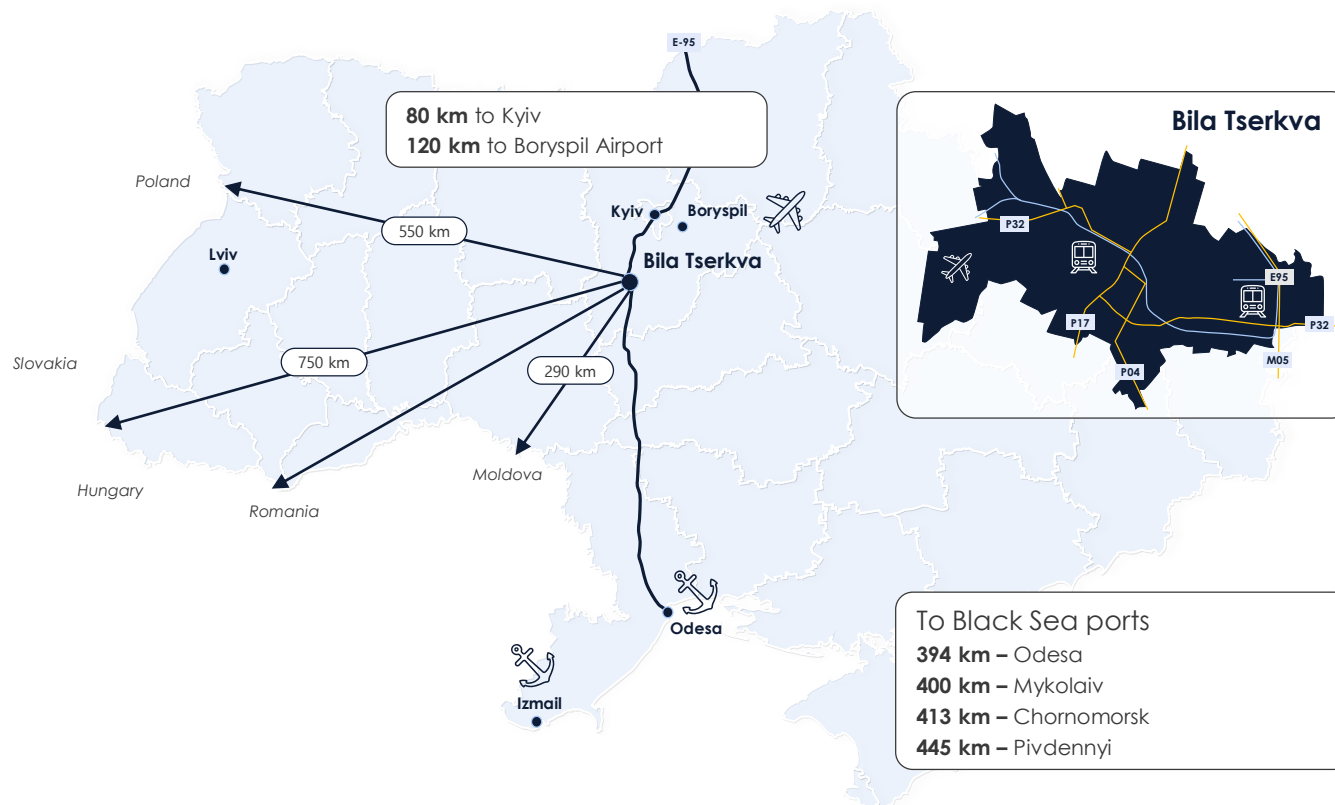 E-95
80 km to Kyiv
120 km to Boryspil Airport
Bila Tserkva
Poland
Kyiv
Boryspil
550 km
P32
Lviv
Bila Tserkva
E95
P17
P32
Slovakia
750 km
290 km
M05
P04
Moldova
Hungary
Romania
Odesa
To Black Sea ports
394 km – Odesa
400 km – Mykolaiv
413 km – Chornomorsk
445 km – Pivdennyi
Izmail